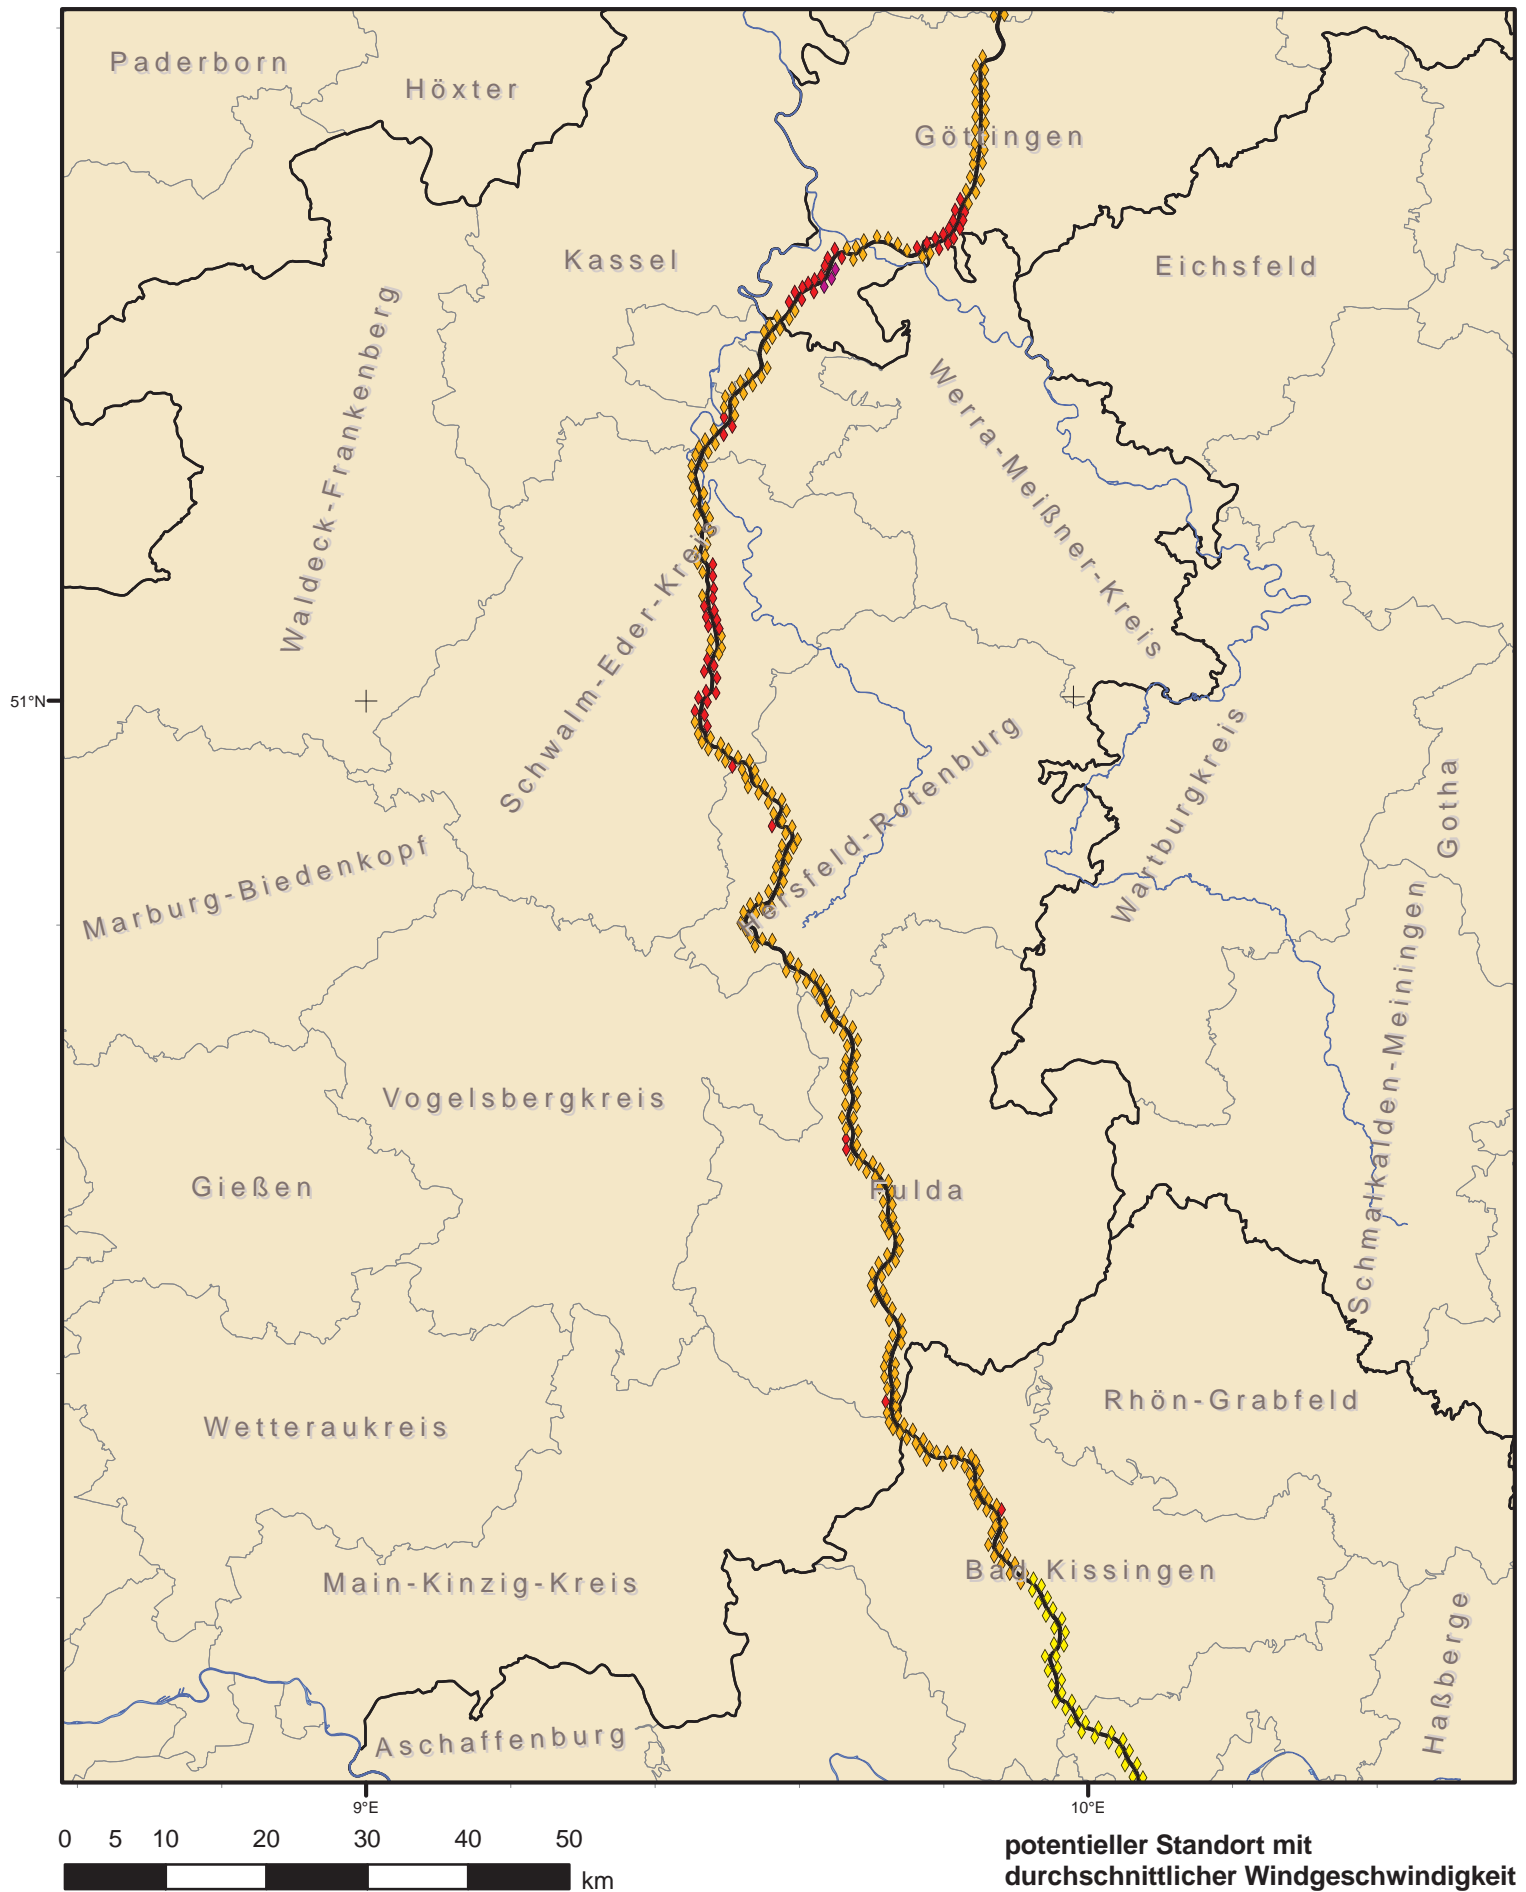 Paderborn
Höxter
Göttingen
Kassel
Eichsfeld
Waldeck-Frankenberg
Werra-Meißner-Kreis
Schwalm-Eder-Kreis
51°N
Hersfeld-Rotenburg
Wartburgkreis
Gotha
Marburg-Biedenkopf
Schmalkalden-Meiningen
Vogelsbergkreis
Gießen
Fulda
Rhön-Grabfeld
Wetteraukreis
Bad Kissingen
Main-Kinzig-Kreis
Haßberge
Aschaffenburg
9°E
10°E
0 5 10 20 30 40 50
km
potentieller Standort mit
durchschnittlicher Windgeschwindigkeit